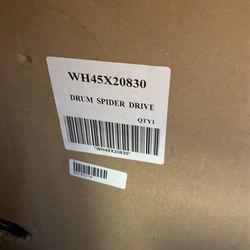 WH45X20830
DRUM SPIDER DRIVE
QTY1
*WH45X20830*